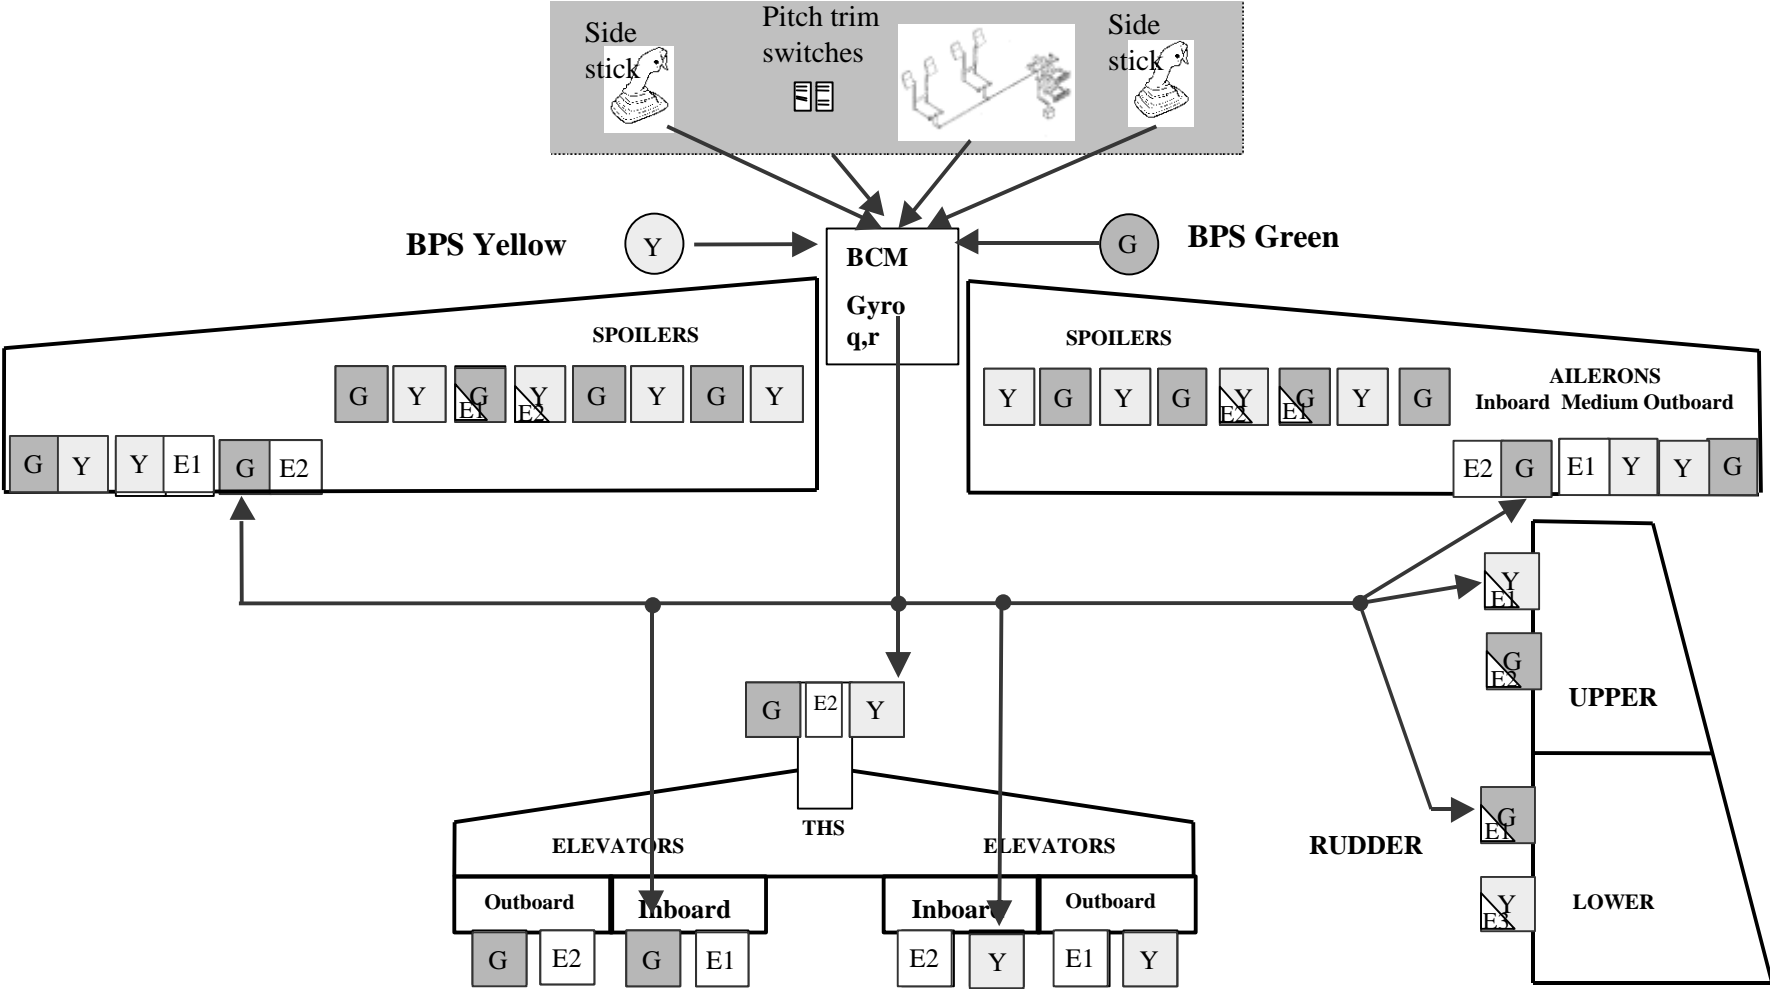 Side
stick
Pitch trim
switches
Side
stick
BPS Yellow
Y
BCM
Gyro
q,r
G
BPS Green
SPOILERS
G Y G E1 Y E2 G Y G Y
G Y Y E1 G E2
SPOILERS
Y G Y G Y E2 G E1 Y G
AILERONS
Inboard Medium Outboard
E2 G E1 Y Y G
Y
E1
G
E2
UPPER
G
E1
RUDDER
Y
E3
LOWER
G E2 Y
THS
ELEVATORS
ELEVATORS
Outboard
Inboard
Inboard
Outboard
G E2 G E1
E2 Y E1 Y